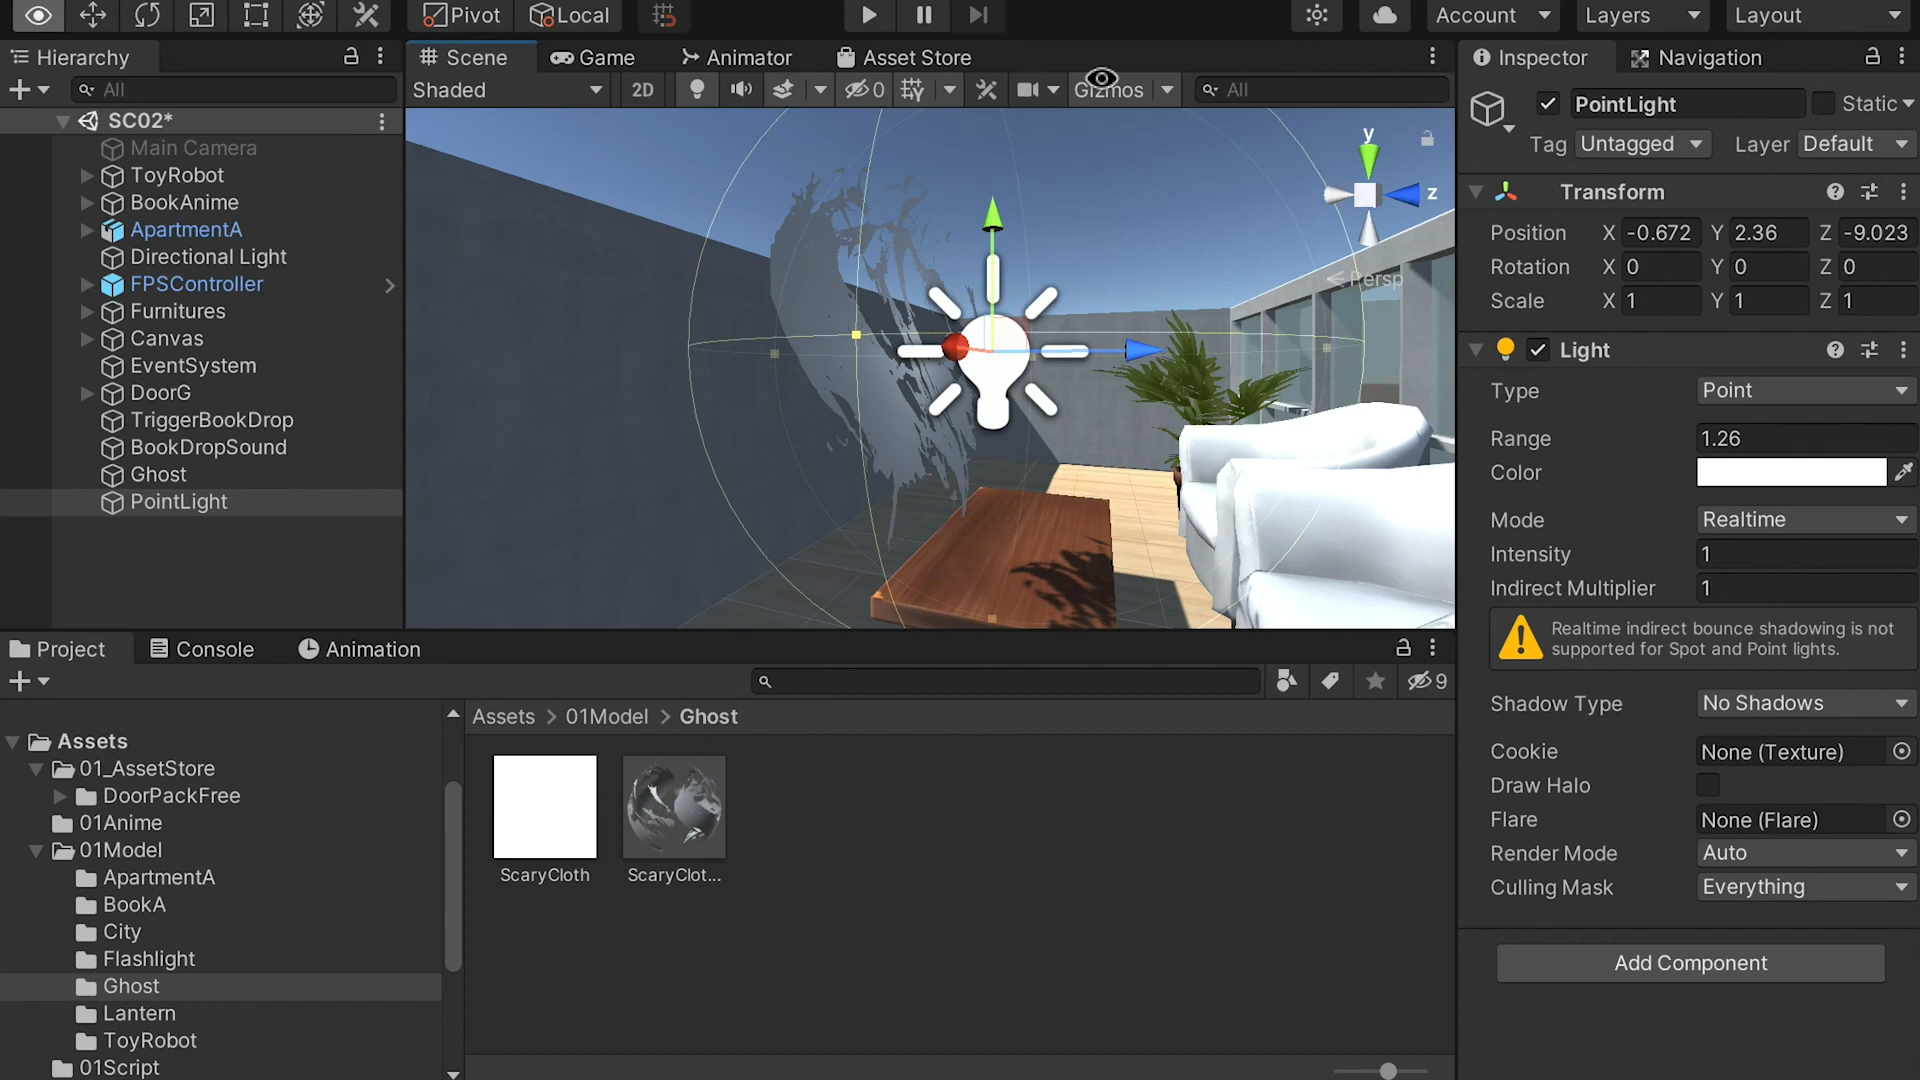 Pivot Local Account Layers Layout
Hierarchy
All
SC02*
Main Camera
ToyRobot
BookAnime
ApartmentA
Directional Light
FPSController
Furnitures
Canvas
EventSystem
DoorG
TriggerBookDrop
BookDropSound
Ghost
PointLight
Scene Game Animator Asset Store
Shaded 2D 0 Gizmos All
y
z
Persp
Inspector Navigation
PointLight Static
Tag Untagged Layer Default
Transform
Position X -0.672 Y 2.36 Z -9.023
Rotation X 0 Y 0 Z 0
Scale X 1 Y 1 Z 1
Light
Type Point
Range 1.26
Color
Mode Realtime
Intensity 1
Indirect Multiplier 1
Realtime indirect bounce shadowing is not
supported for Spot and Point lights.
Shadow Type No Shadows
Cookie None (Texture)
Draw Halo
Flare None (Flare)
Render Mode Auto
Culling Mask Everything
Add Component
Project Console Animation
9
Assets
01_AssetStore
DoorPackFree
01Anime
01Model
ApartmentA
BookA
City
Flashlight
Ghost
Lantern
ToyRobot
01Script
Assets > 01Model > Ghost
ScaryCloth ScaryClot...